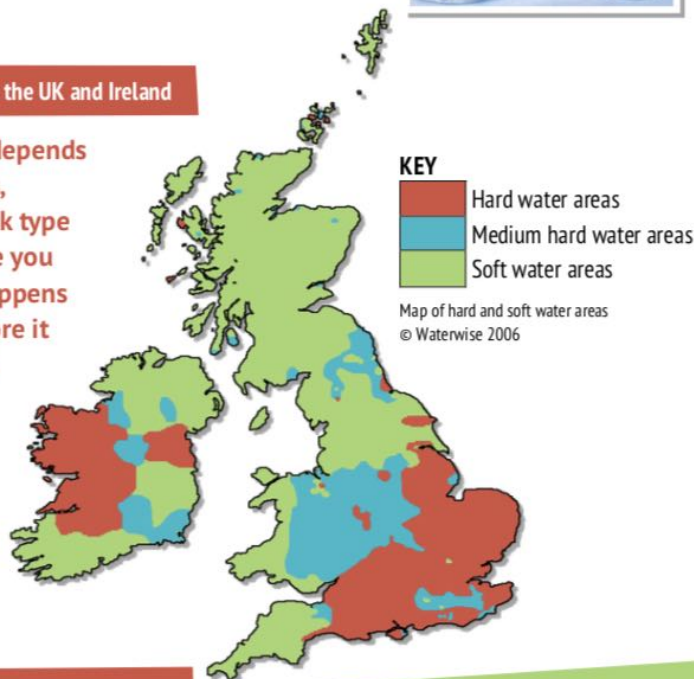 the UK and Ireland
depends
,
k type
e you
appens
re it
KEY
Hard water areas
Medium hard water areas
Soft water areas
Map of hard and soft water areas
© Waterwise 2006